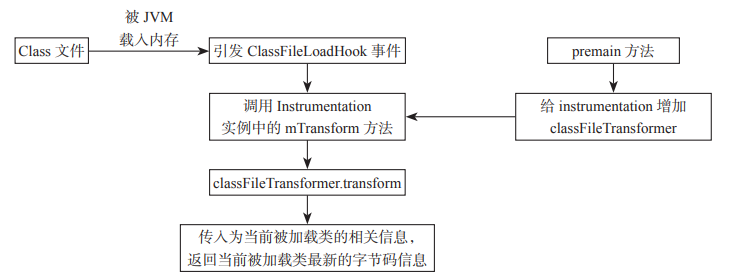 被 JVM
载入内存
Class 文件
引发 ClassFileLoadHook 事件
premain 方法
调用 Instrumentation
实例中的 mTransform 方法
给 instrumentation 增加
classFileTransformer
classFileTransformer.transform
传入为当前被加载类的相关信息，
返回当前被加载类最新的字节码信息